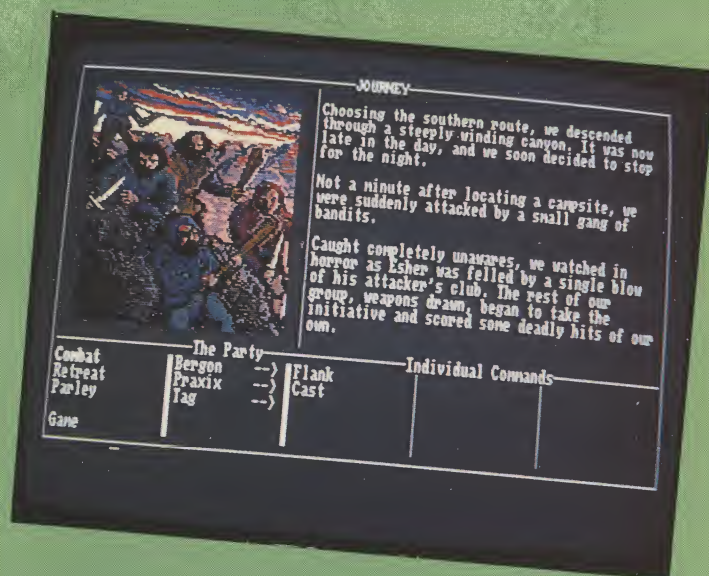 JOURNEY
Choosing the southern route, we descended
through a steeply winding canyon. It was now
late in the day, and we soon decided to stop
for the night.
Not a minute after locating a campsite, we
were suddenly attacked by a small gang of
bandits.
Caught completely unawares, we watched in
horror as Esher was felled by a single blow
of his attacker's club. The rest of our
group, weapons drawn, began to take the
initiative and scored some deadly hits of our
own.
The Party
Individual Commands
Combat Bergon --> Flank
Retreat Praxix --> Cast
Parley Tag -->
Game